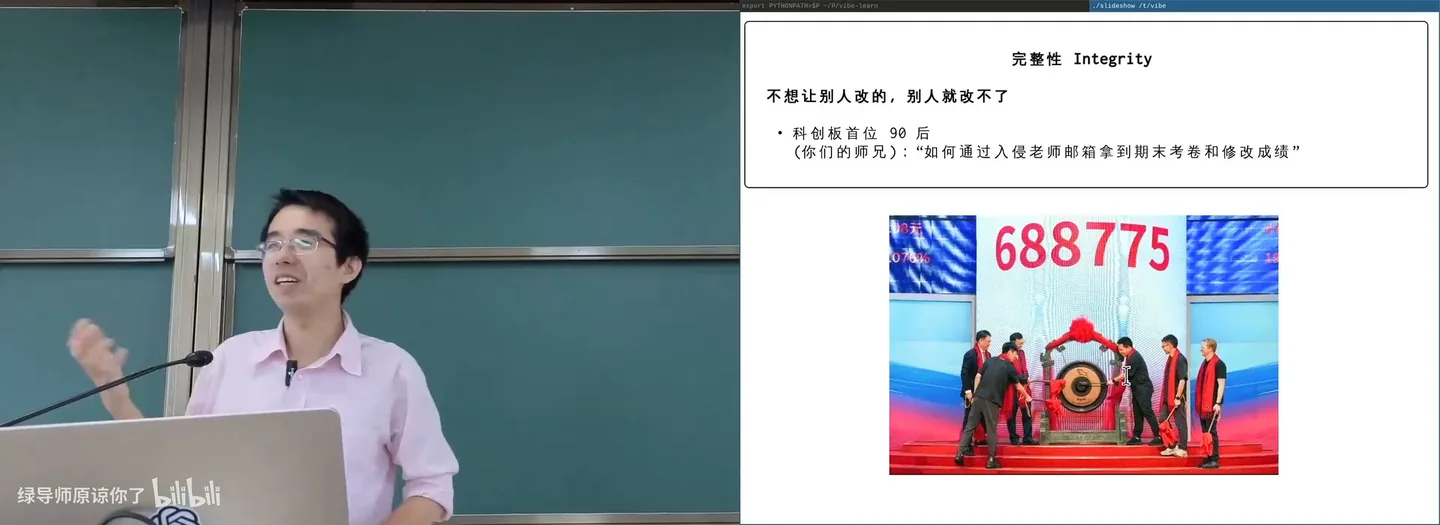 export PYTHONPATH=$P ~/P/vibe-learn
./slideshow /t/vibe
完整性 Integrity
不想让别人改的，别人就改不了
• 科创板首位 90 后
(你们的师兄)：“如何通过入侵老师邮箱拿到期末考卷和修改成绩”
688775
绿导师原谅你了 bilibili